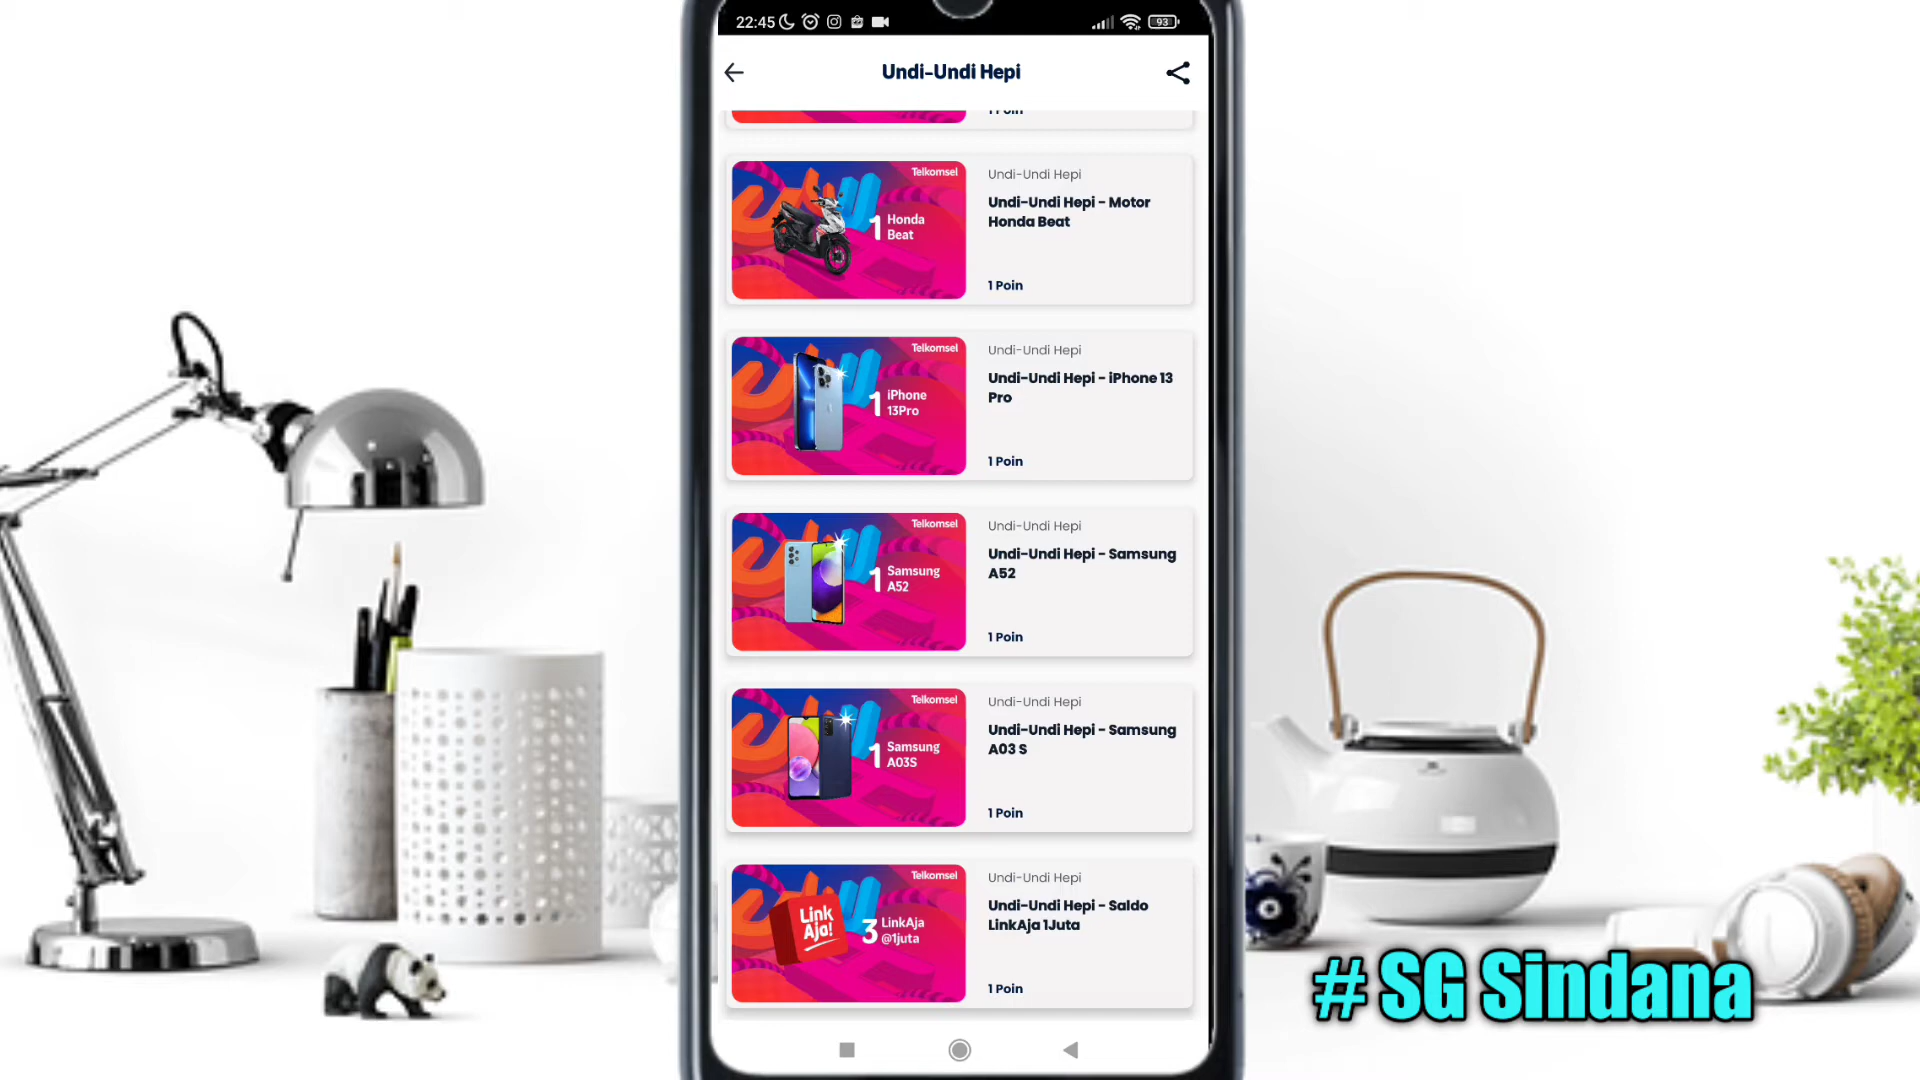 22:45
93
Undi-Undi Hepi
1 Poin
Telkomsel
1 Honda
Beat
Undi-Undi Hepi
Undi-Undi Hepi - Motor
Honda Beat
1 Poin
Telkomsel
1 iPhone
13Pro
Undi-Undi Hepi
Undi-Undi Hepi - iPhone 13
Pro
1 Poin
Telkomsel
1 Samsung
A52
Undi-Undi Hepi
Undi-Undi Hepi - Samsung
A52
1 Poin
Telkomsel
1 Samsung
A03S
Undi-Undi Hepi
Undi-Undi Hepi - Samsung
A03 S
1 Poin
Telkomsel
Link
Aja!
3 LinkAja
@1juta
Undi-Undi Hepi
Undi-Undi Hepi - Saldo
LinkAja 1Juta
1 Poin
# SG Sindana